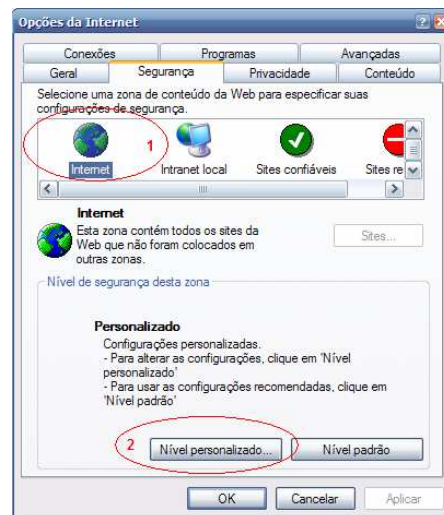 Opções da Internet
Conexões Programas Avançadas
Geral Segurança Privacidade Conteúdo
Selecione uma zona de conteúdo da Web para especificar suas
configurações de segurança.
1
Internet Intranet local Sites confiáveis Sites re
Internet
Esta zona contém todos os sites da
Web que não foram colocados em
outras zonas.
Sites...
Nível de segurança desta zona
Personalizado
Configurações personalizadas.
- Para alterar as configurações, clique em 'Nível
personalizado'
- Para usar as configurações recomendadas, clique em
'Nível padrão'
2 Nível personalizado... Nível padrão
OK Cancelar Aplicar